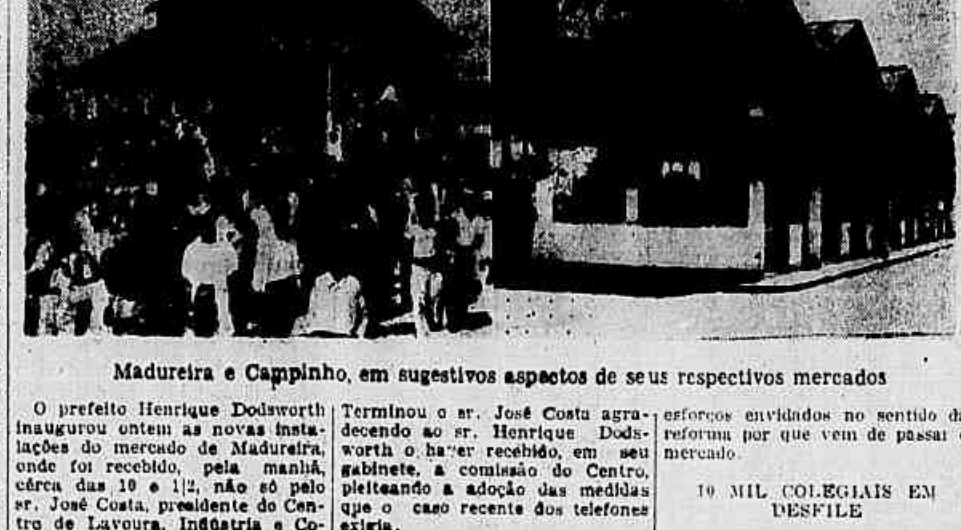 Madureira e Campinho, em sugestivos aspectos de seus respectivos mercados
O prefeito Henrique Dodsworth
inaugurou ontem as novas insta-
lações do mercado de Madureira,
onde foi recebido, pela manhã,
cêrca das 10 e 1|2, não só pelo
sr. José Costa, presidente do Cen-
tro de Lavoura, Indústria e Co-
Terminou o sr. José Costa agra-
decendo ao sr. Henrique Dods-
worth o haver recebido, em seu
gabinete, a comissão do Centro,
pleiteando a adoção das medidas
que o caso recente dos telefones
exigia.
esforços envidados no sentido da
reforma por que vem de passar o
mercado.
10 MIL COLEGIAIS EM
DESFILE